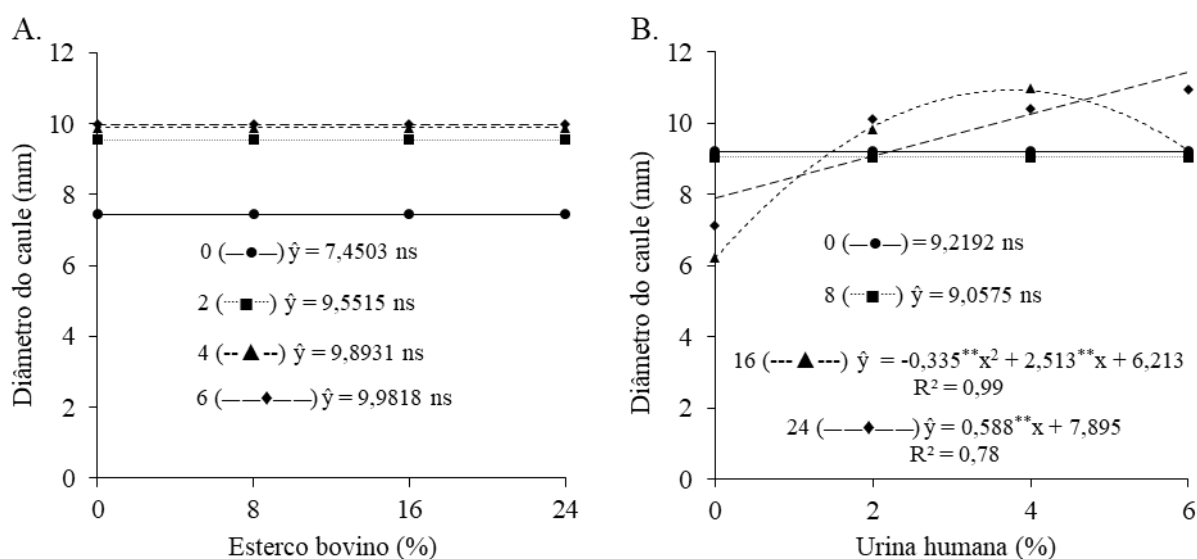 A.
Diâmetro do caule (mm)
12
10
8
6
4
2
0
0 (—●—) ŷ = 7,4503 ns
2 (···■···) ŷ = 9,5515 ns
4 (--▲--) ŷ = 9,8931 ns
6 (——◆——) ŷ = 9,9818 ns
0 8 16 24
Esterco bovino (%)
B.
Diâmetro do caule (mm)
12
10
8
6
4
2
0
0 (—●—) = 9,2192 ns
8 (···■···) ŷ = 9,0575 ns
16 (---▲---) ŷ = -0,335**x² + 2,513**x + 6,213
R² = 0,99
24 (——◆——) ŷ = 0,588**x + 7,895
R² = 0,78
0 2 4 6
Urina humana (%)